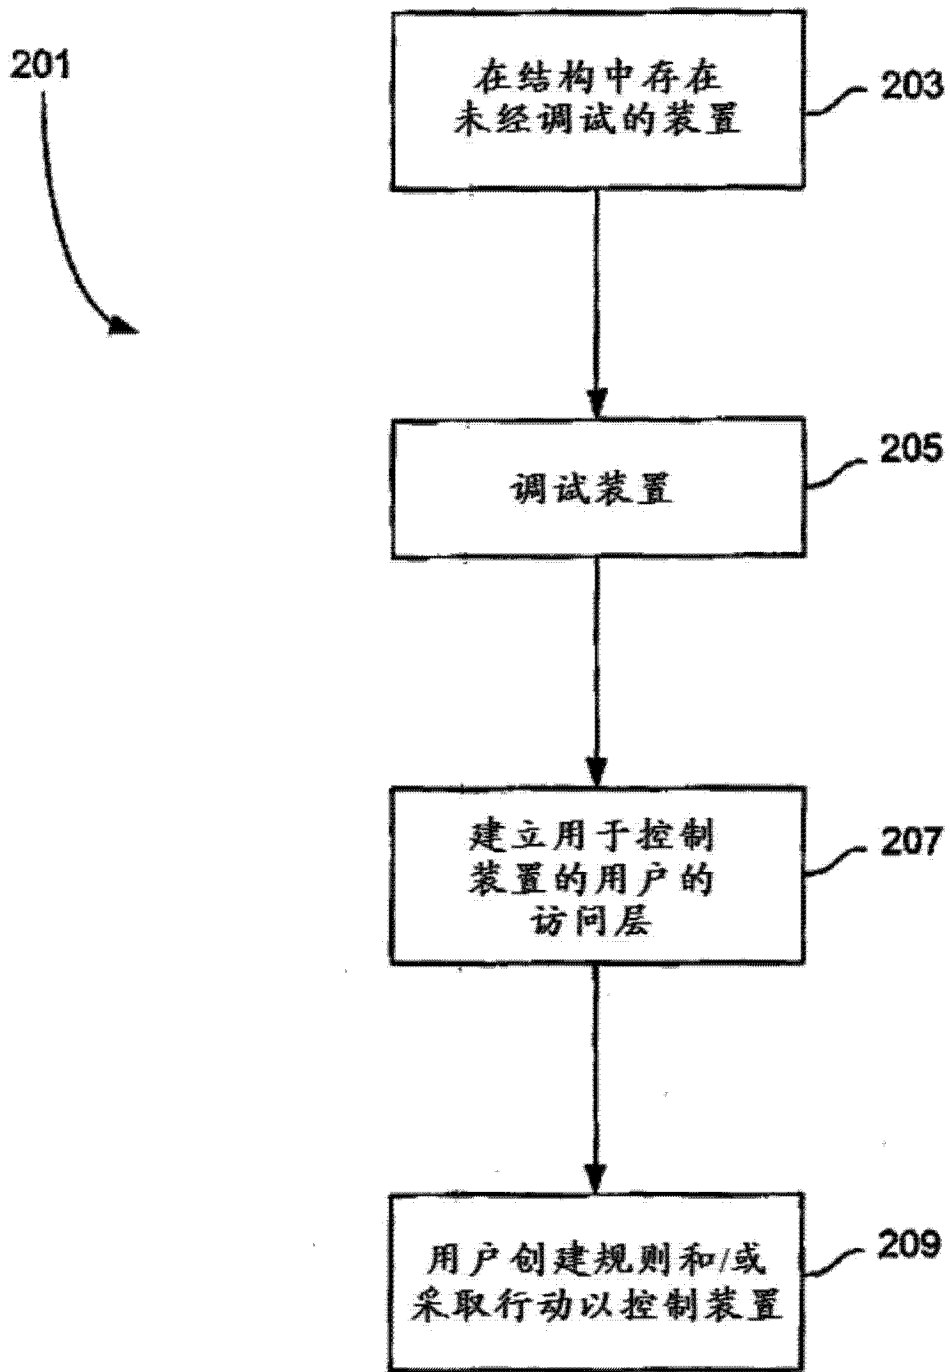 201
在结构中存在
未经调试的装置
203
调试装置
205
建立用于控制
装置的用户的
访问层
207
用户创建规则和/或
采取行动以控制装置
209